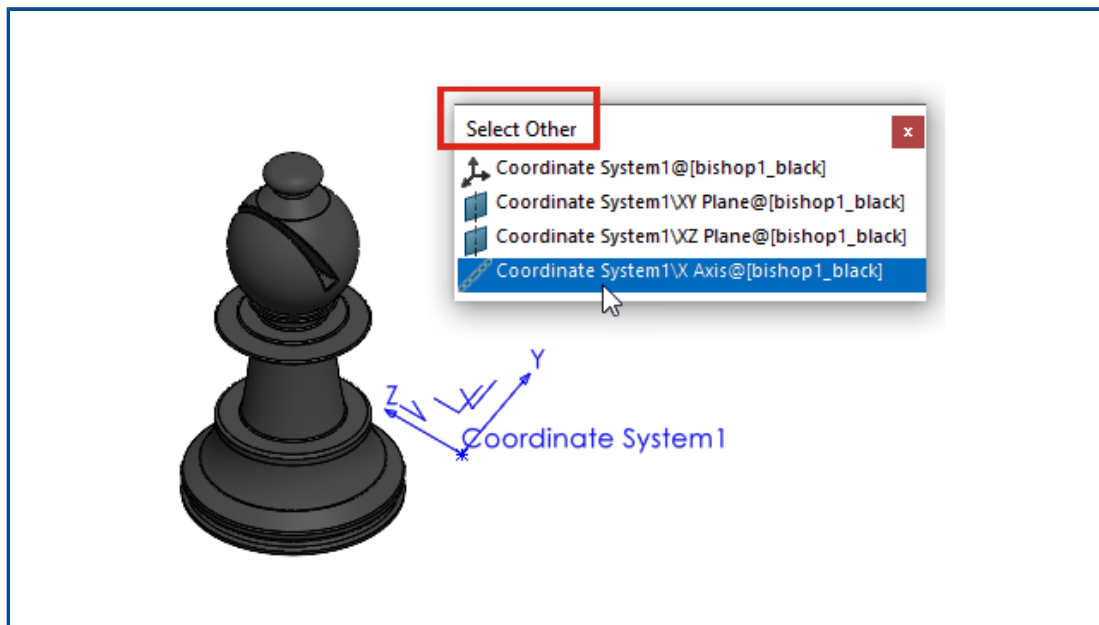 Select Other
x
Coordinate System1@[bishop1_black]
Coordinate System1\XY Plane@[bishop1_black]
Coordinate System1\XZ Plane@[bishop1_black]
Coordinate System1\X Axis@[bishop1_black]
Y
Z
Coordinate System1